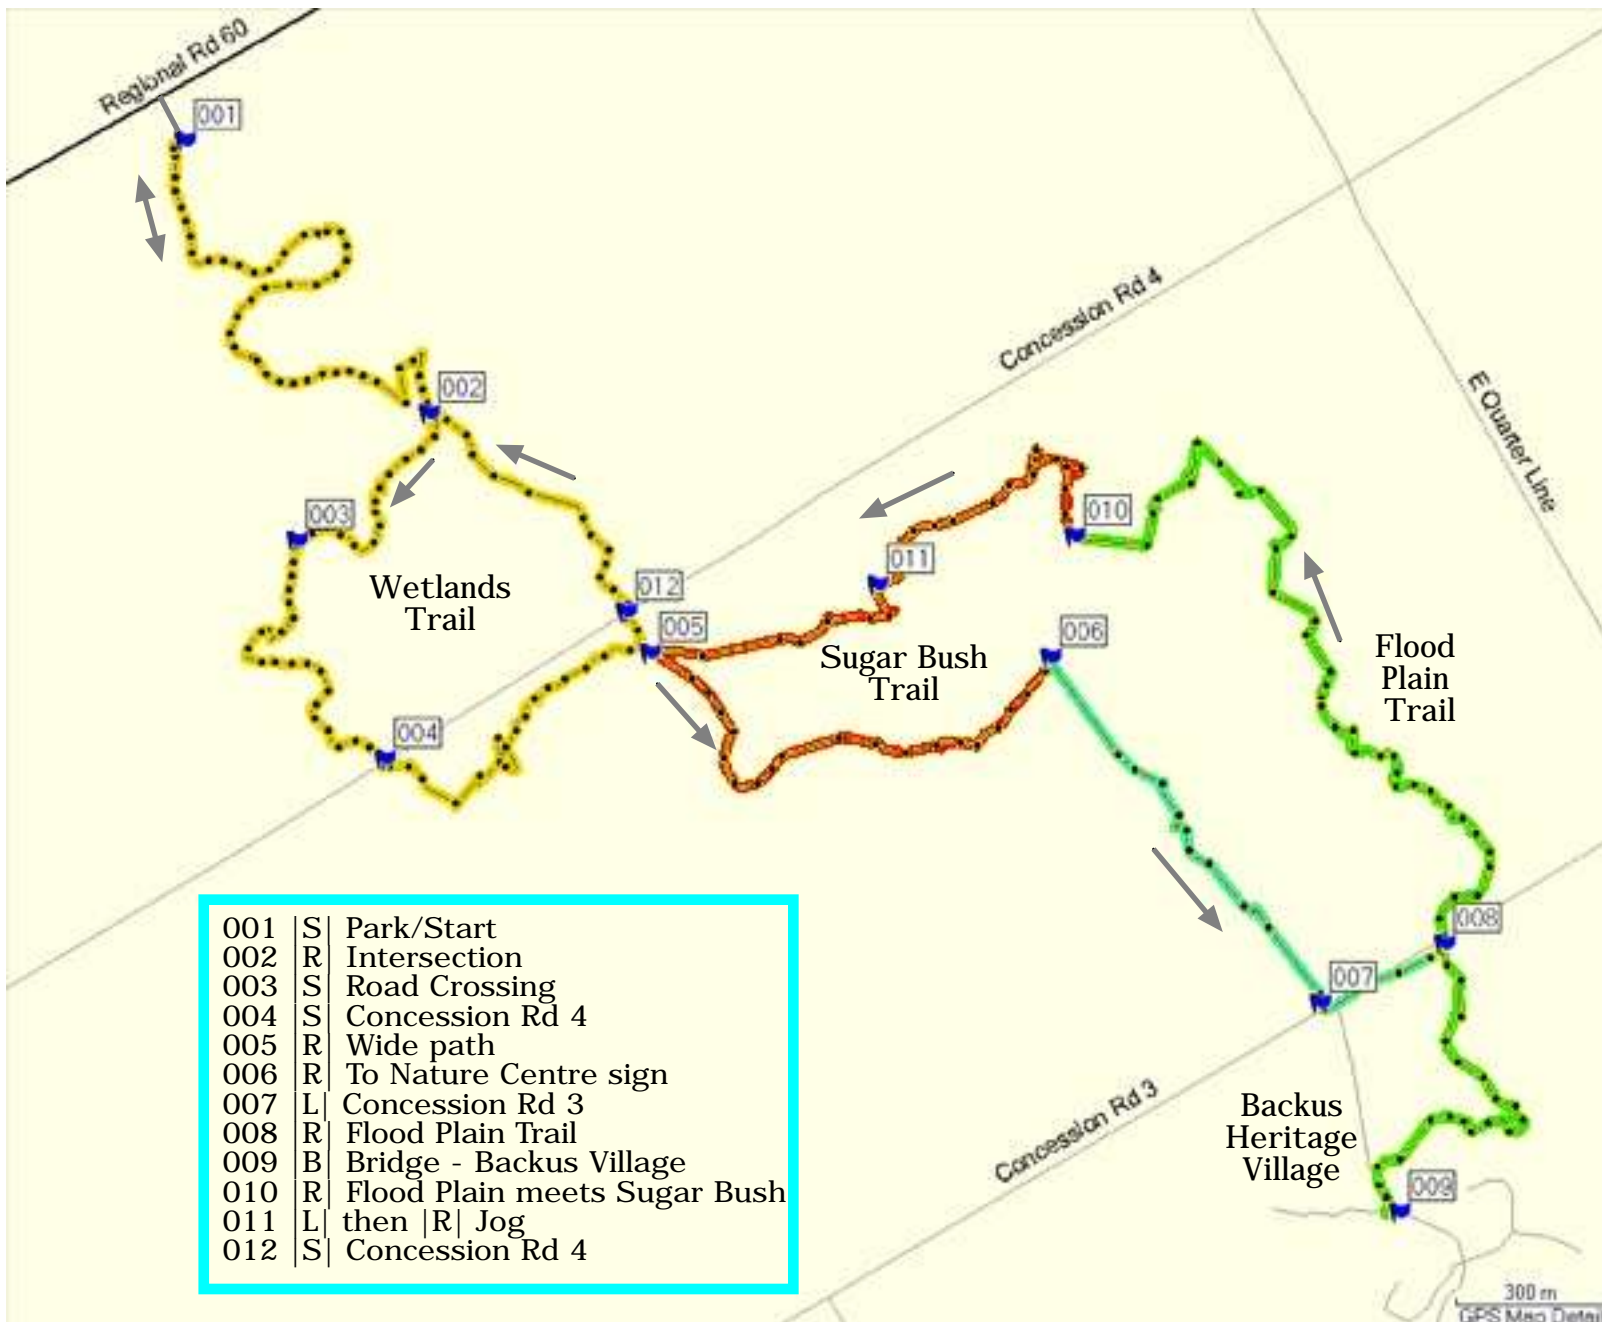 Regional Rd 60
001
Concession Rd 4
E Quarter Line
002
003
010
011
012
Wetlands
Trail
005
006
Sugar Bush
Trail
Flood
Plain
Trail
004
008
007
Concession Rd 3
Backus
Heritage
Village
009
001 |S| Park/Start
002 |R| Intersection
003 |S| Road Crossing
004 |S| Concession Rd 4
005 |R| Wide path
006 |R| To Nature Centre sign
007 |L| Concession Rd 3
008 |R| Flood Plain Trail
009 |B| Bridge - Backus Village
010 |R| Flood Plain meets Sugar Bush
011 |L| then |R| Jog
012 |S| Concession Rd 4
300 m
GPS Map